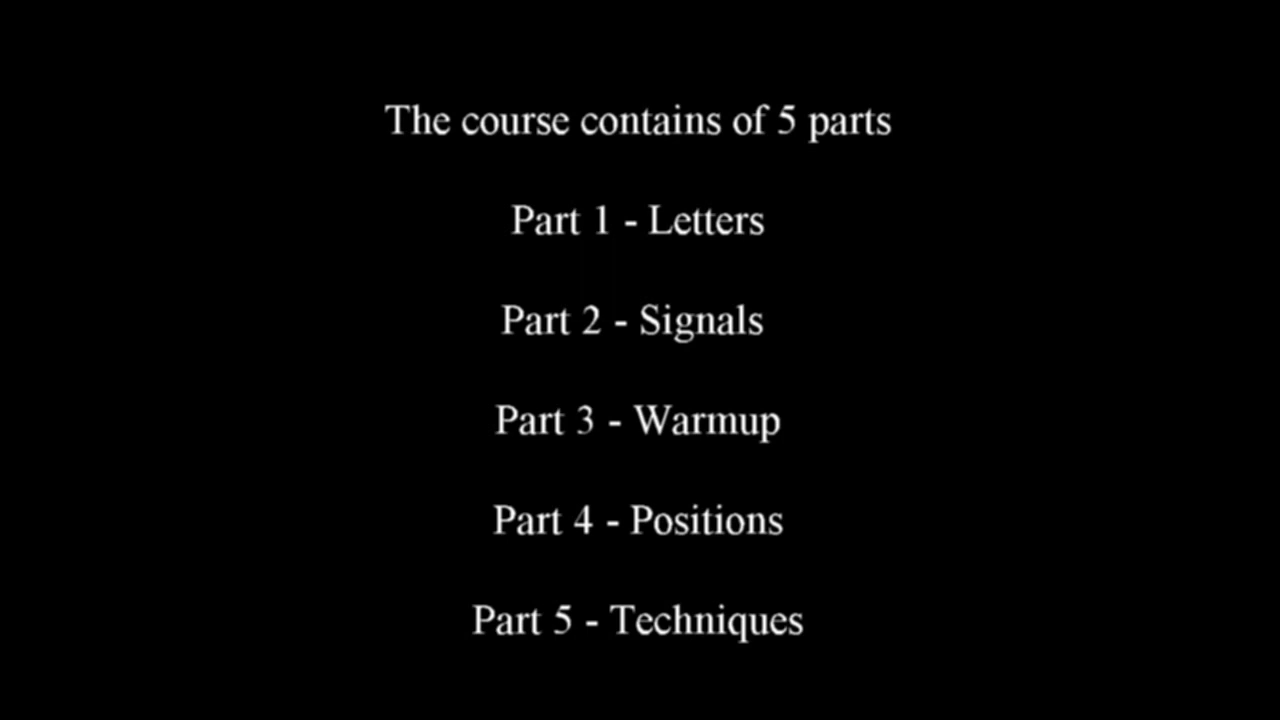 The course contains of 5 parts
Part 1 - Letters
Part 2 - Signals
Part 3 - Warmup
Part 4 - Positions
Part 5 - Techniques